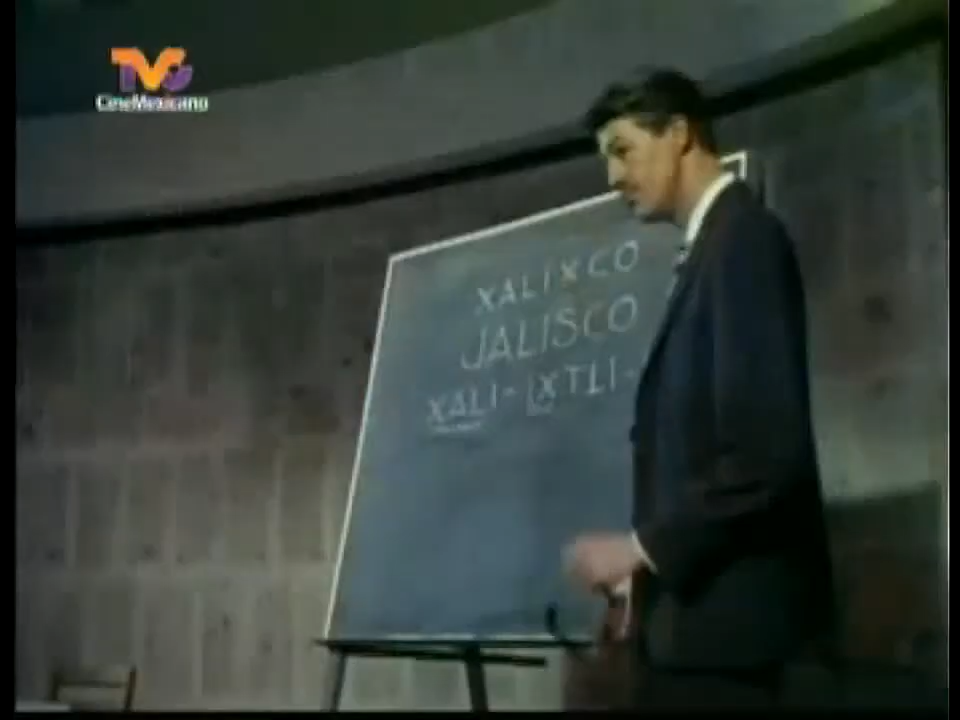 TVC
CineMexicano
XALIXCO
JALISCO
XALI- IXTLI-